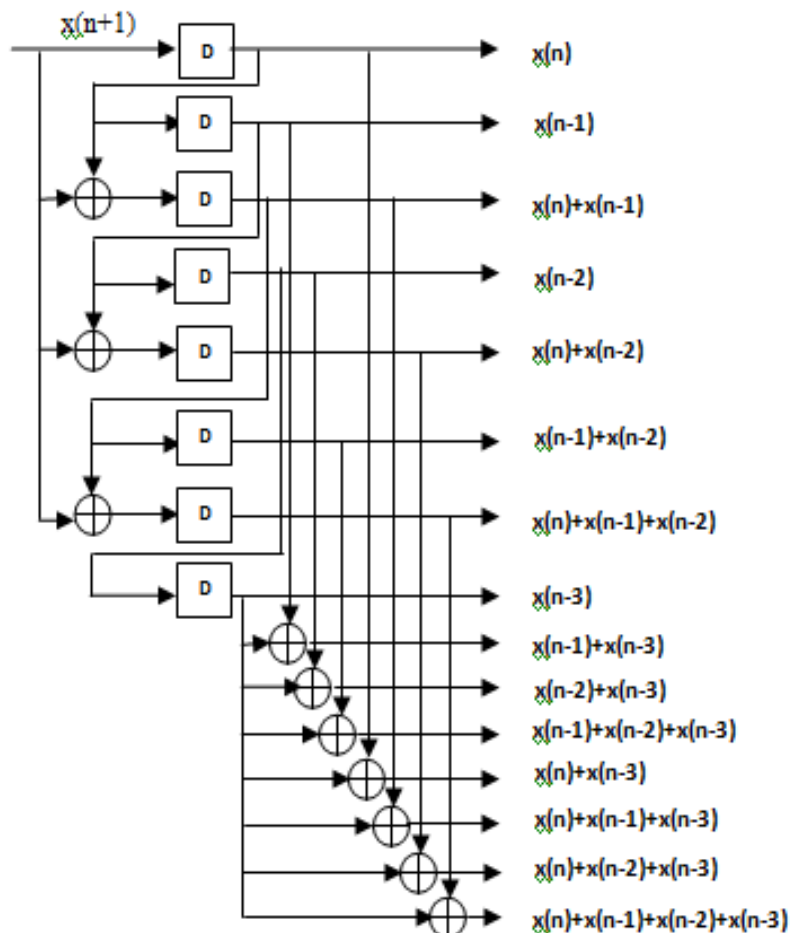 x(n+1)
D
x(n)
D
x(n-1)
D
x(n)+x(n-1)
D
x(n-2)
D
x(n)+x(n-2)
D
x(n-1)+x(n-2)
D
x(n)+x(n-1)+x(n-2)
D
x(n-3)
x(n-1)+x(n-3)
x(n-2)+x(n-3)
x(n-1)+x(n-2)+x(n-3)
x(n)+x(n-3)
x(n)+x(n-1)+x(n-3)
x(n)+x(n-2)+x(n-3)
x(n)+x(n-1)+x(n-2)+x(n-3)